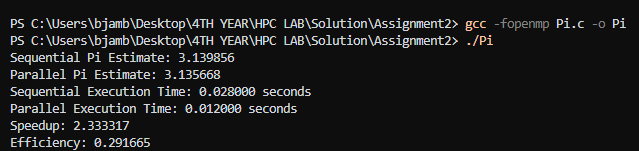 PS C:\Users\bjamb\Desktop\4TH YEAR\HPC LAB\Solution\Assignment2> gcc -fopenmp Pi.c -o Pi
PS C:\Users\bjamb\Desktop\4TH YEAR\HPC LAB\Solution\Assignment2> ./Pi
Sequential Pi Estimate: 3.139856
Parallel Pi Estimate: 3.135668
Sequential Execution Time: 0.028000 seconds
Parallel Execution Time: 0.012000 seconds
Speedup: 2.333317
Efficiency: 0.291665